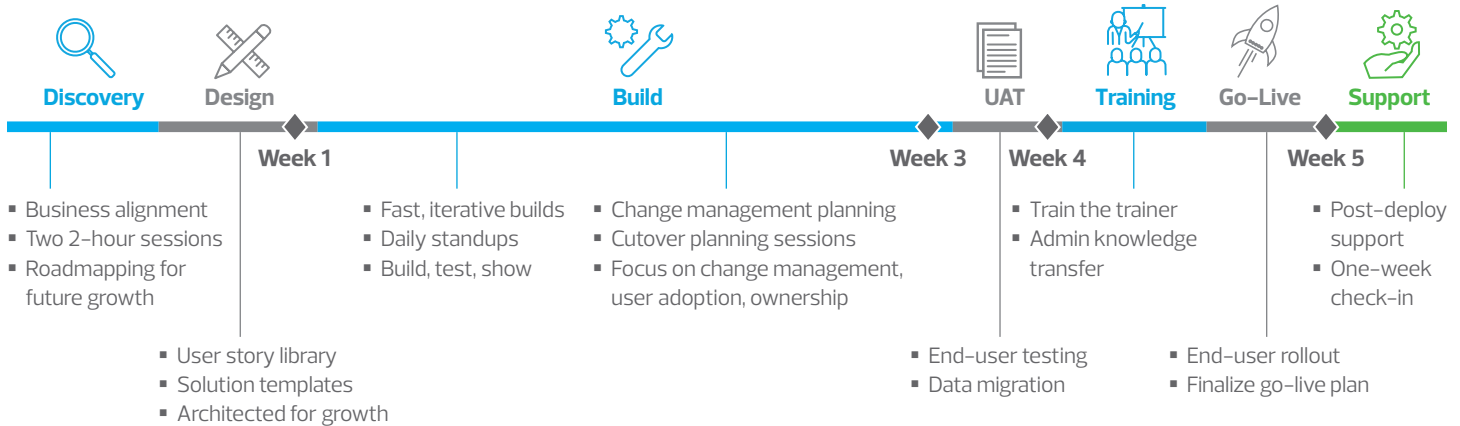 Discovery
Design
Build
UAT
Training
Go-Live
Support
Week 1
Week 3
Week 4
Week 5
▪ Business alignment
▪ Two 2-hour sessions
▪ Roadmapping for
future growth
▪ Fast, iterative builds
▪ Daily standups
▪ Build, test, show
▪ Change management planning
▪ Cutover planning sessions
▪ Focus on change management,
user adoption, ownership
▪ Train the trainer
▪ Admin knowledge
transfer
▪ Post-deploy
support
▪ One-week
check-in
▪ User story library
▪ Solution templates
▪ Architected for growth
▪ End-user testing
▪ Data migration
▪ End-user rollout
▪ Finalize go-live plan